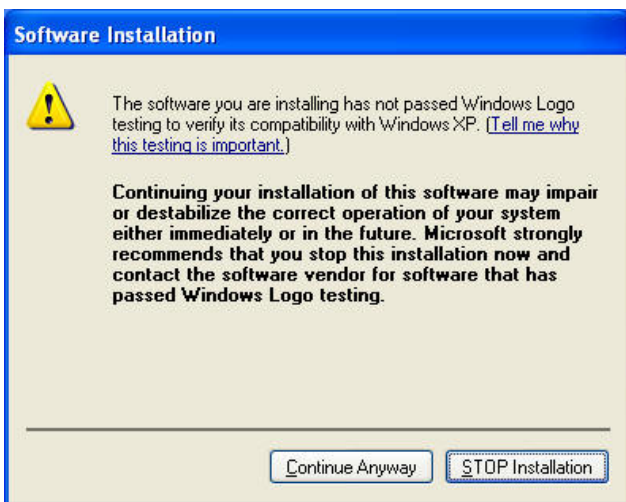 Software Installation
The software you are installing has not passed Windows Logo
testing to verify its compatibility with Windows XP. (Tell me why
this testing is important.)
Continuing your installation of this software may impair
or destabilize the correct operation of your system
either immediately or in the future. Microsoft strongly
recommends that you stop this installation now and
contact the software vendor for software that has
passed Windows Logo testing.
Continue Anyway
STOP Installation